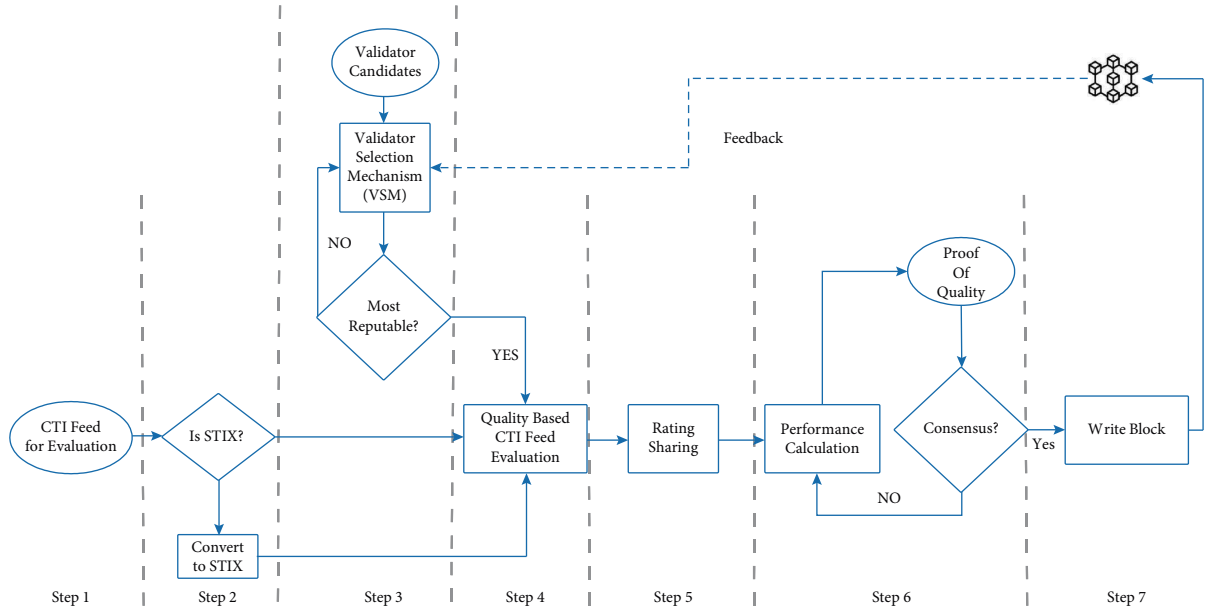 Validator
Candidates
Validator
Selection
Mechanism
(VSM)
Feedback
NO
Most
Reputable?
YES
Proof
Of
Quality
CTI Feed
for Evaluation
Is STIX?
Convert
to STIX
Quality Based
CTI Feed
Evaluation
Rating
Sharing
Performance
Calculation
Consensus?
NO
Yes
Write Block
Step 1
Step 2
Step 3
Step 4
Step 5
Step 6
Step 7